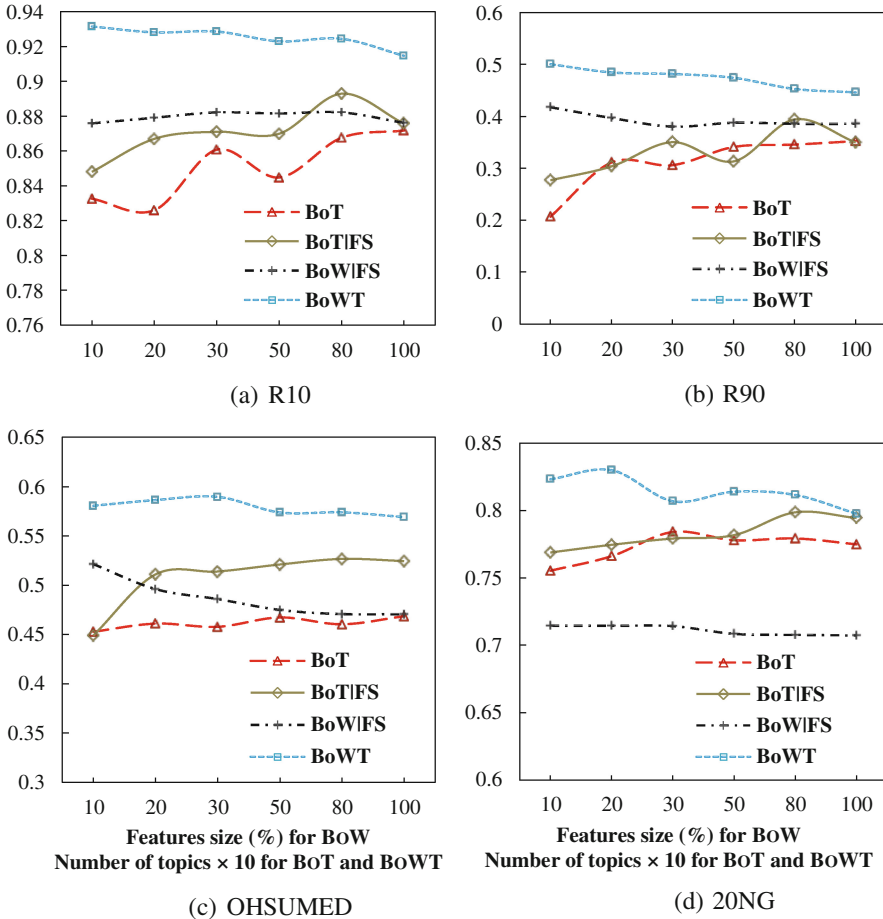 0.94
0.92
0.9
0.88
0.86
0.84
0.82
0.8
0.78
0.76
10 20 30 50 80 100
BoT
BoT|FS
BoW|FS
BoWT
(a) R10
0.6
0.5
0.4
0.3
0.2
0.1
0
10 20 30 50 80 100
BoT
BoT|FS
BoW|FS
BoWT
(b) R90
0.65
0.6
0.55
0.5
0.45
0.4
0.35
0.3
10 20 30 50 80 100
BoT
BoT|FS
BoW|FS
BoWT
Features size (%) for BOW
Number of topics × 10 for BOT and BOWT
(c) OHSUMED
0.85
0.8
0.75
0.7
0.65
0.6
10 20 30 50 80 100
BoT
BoT|FS
BoW|FS
BoWT
Features size (%) for BOW
Number of topics × 10 for BOT and BOWT
(d) 20NG